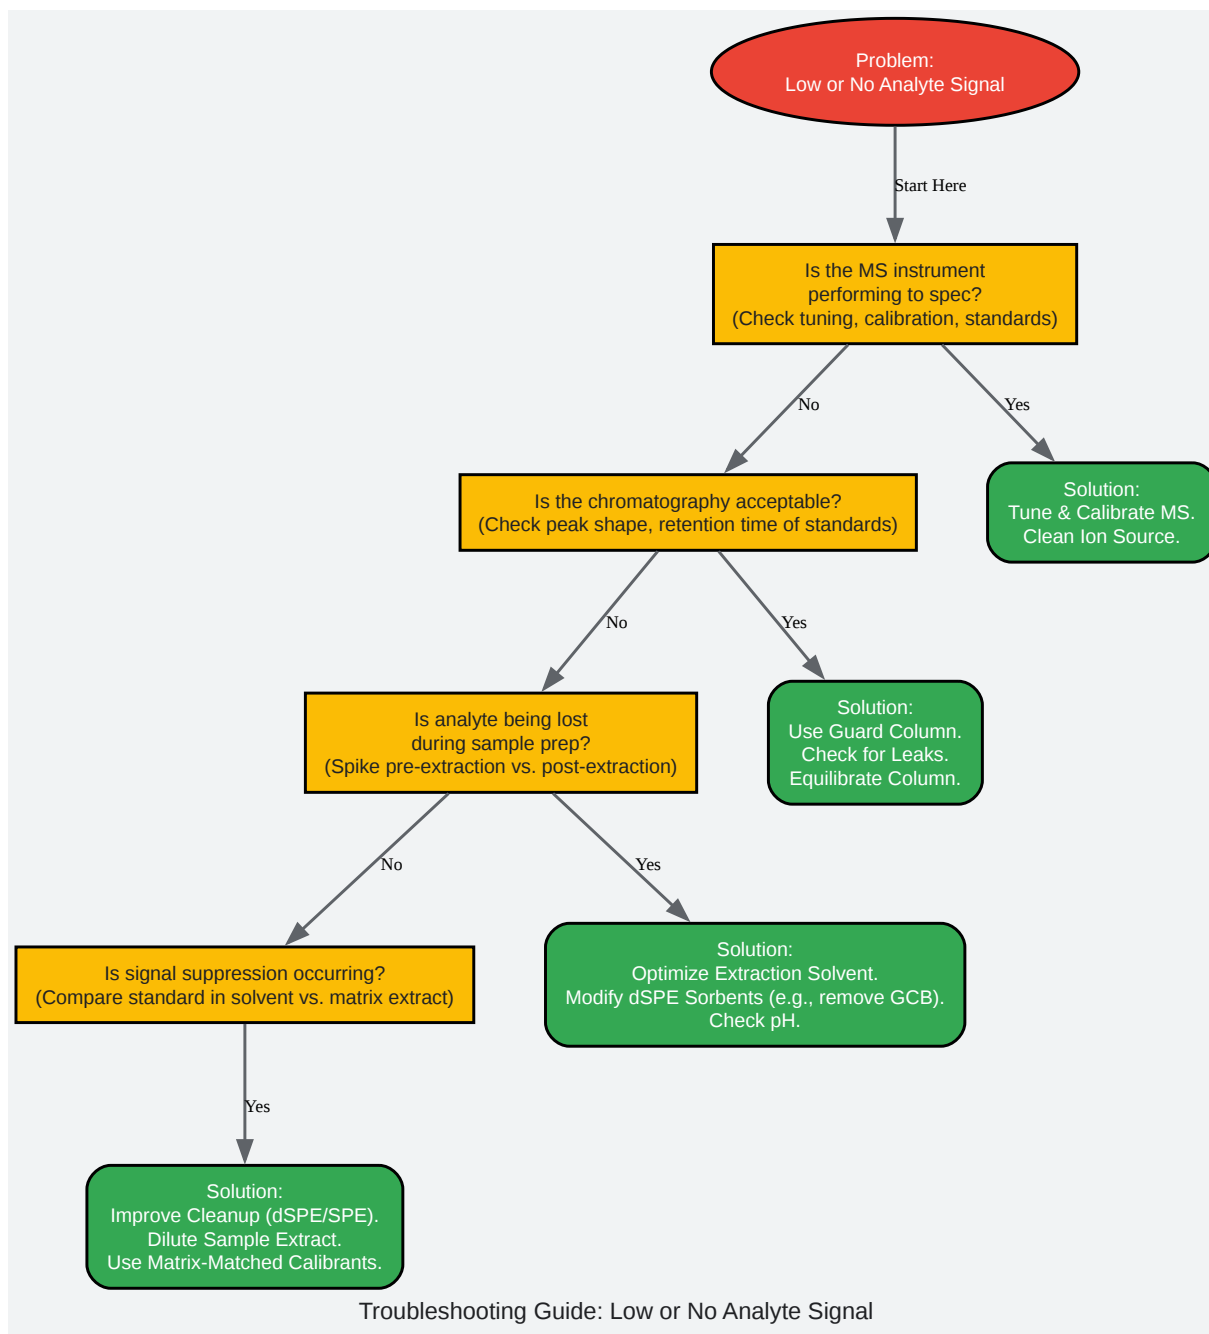 Problem:
Low or No Analyte Signal
Start Here
Is the MS instrument
performing to spec?
(Check tuning, calibration, standards)
No
Yes
Is the chromatography acceptable?
(Check peak shape, retention time of standards)
Solution:
Tune & Calibrate MS.
Clean Ion Source.
No
Yes
Is analyte being lost
during sample prep?
(Spike pre-extraction vs. post-extraction)
Solution:
Use Guard Column.
Check for Leaks.
Equilibrate Column.
No
Yes
Is signal suppression occurring?
(Compare standard in solvent vs. matrix extract)
Solution:
Optimize Extraction Solvent.
Modify dSPE Sorbents (e.g., remove GCB).
Check pH.
Yes
Solution:
Improve Cleanup (dSPE/SPE).
Dilute Sample Extract.
Use Matrix-Matched Calibrants.
Troubleshooting Guide: Low or No Analyte Signal